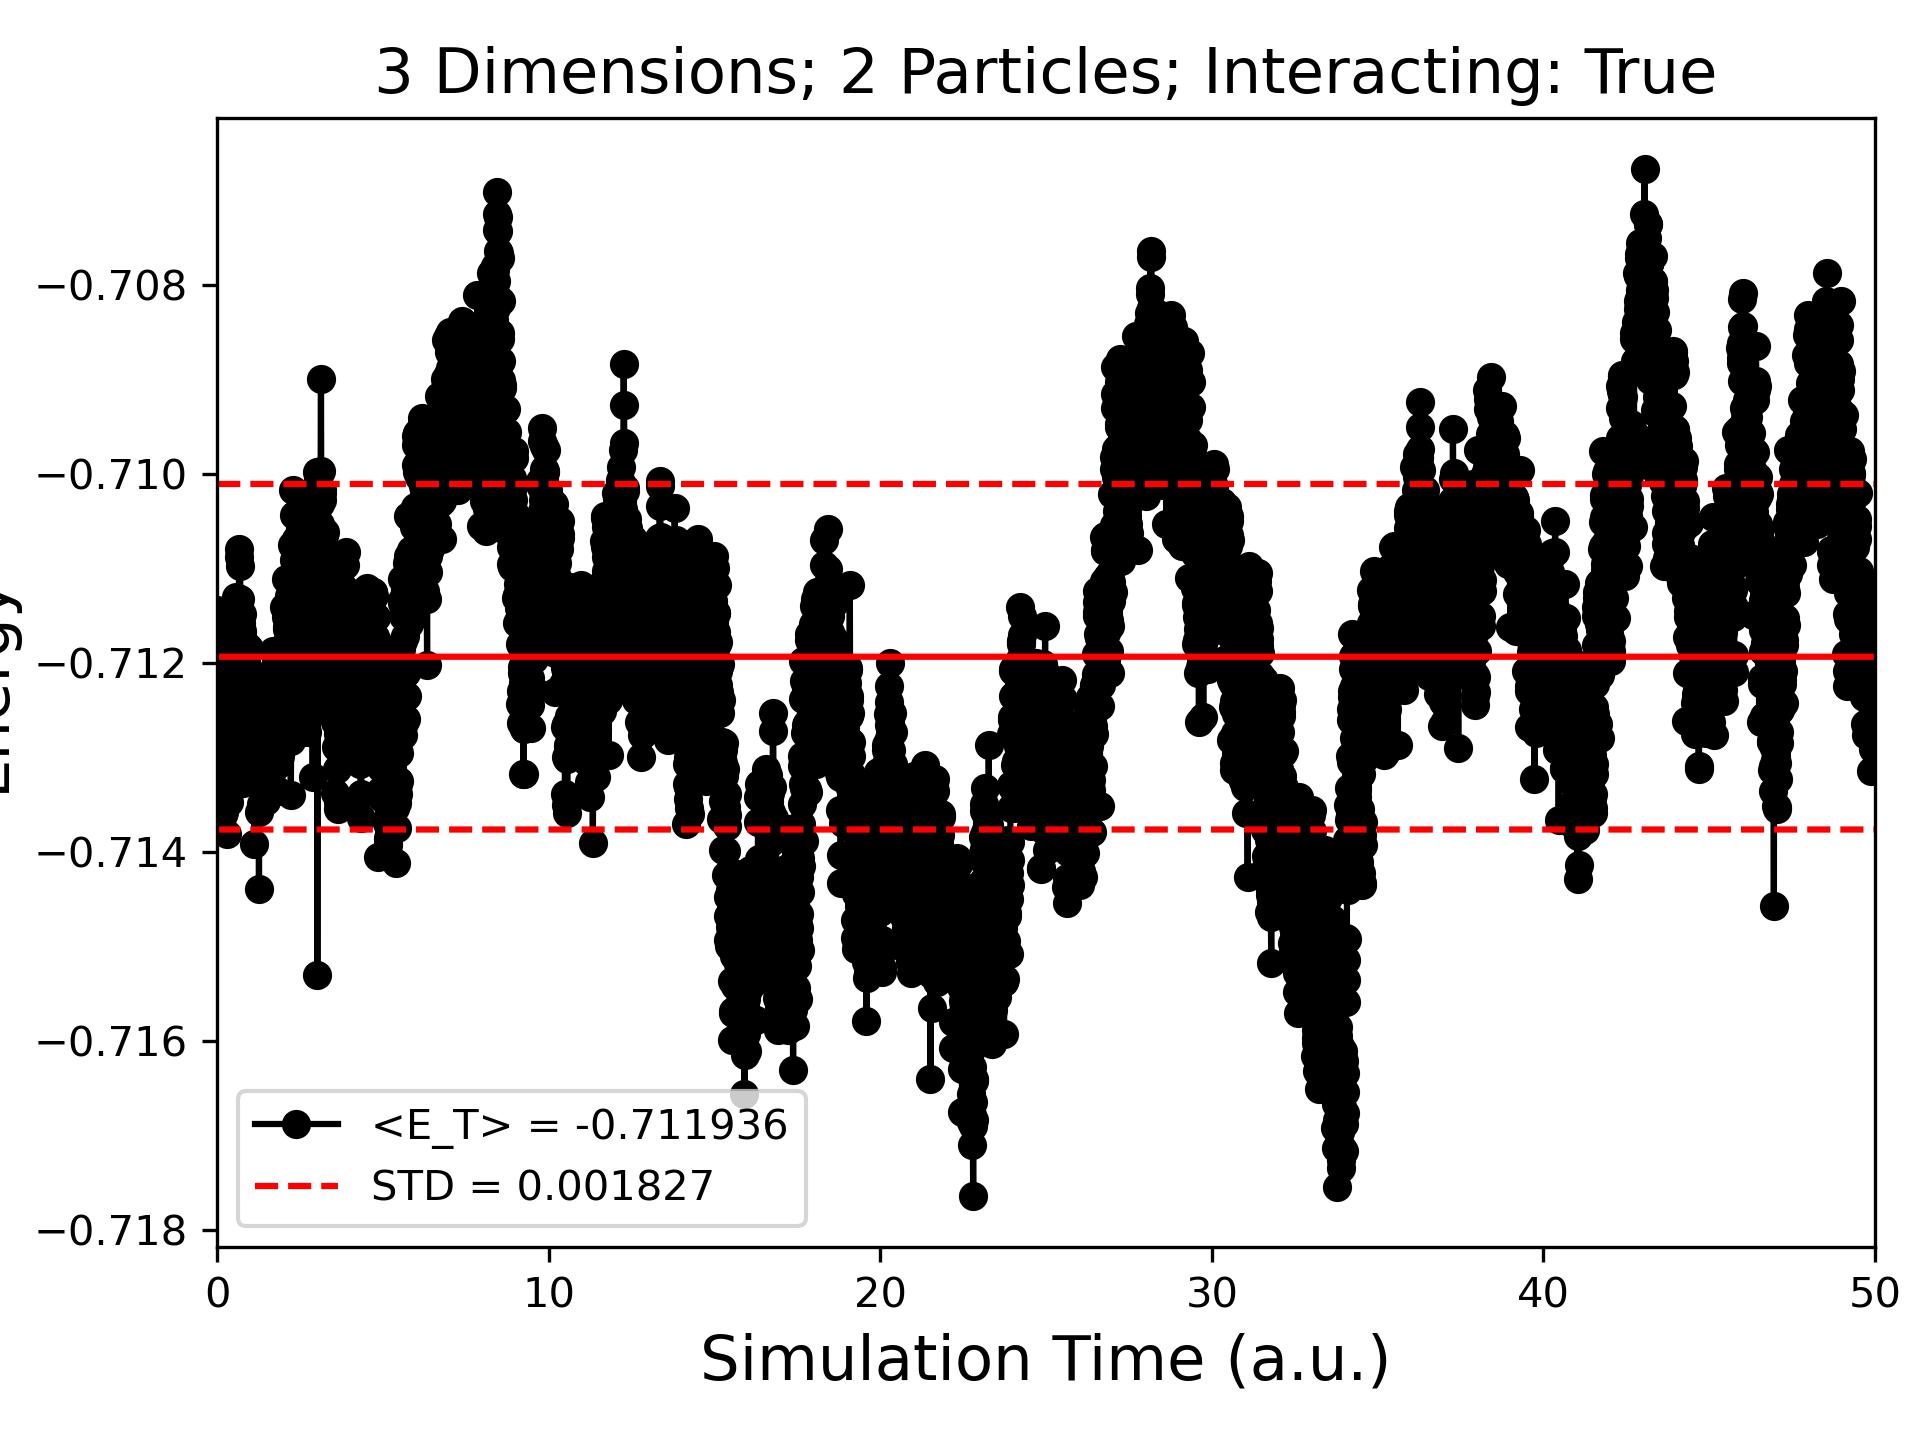 3 Dimensions; 2 Particles; Interacting: True
Energy
−0.708
−0.710
−0.712
−0.714
−0.716
−0.718
<E_T> = -0.711936
STD = 0.001827
0 10 20 30 40 50
Simulation Time (a.u.)